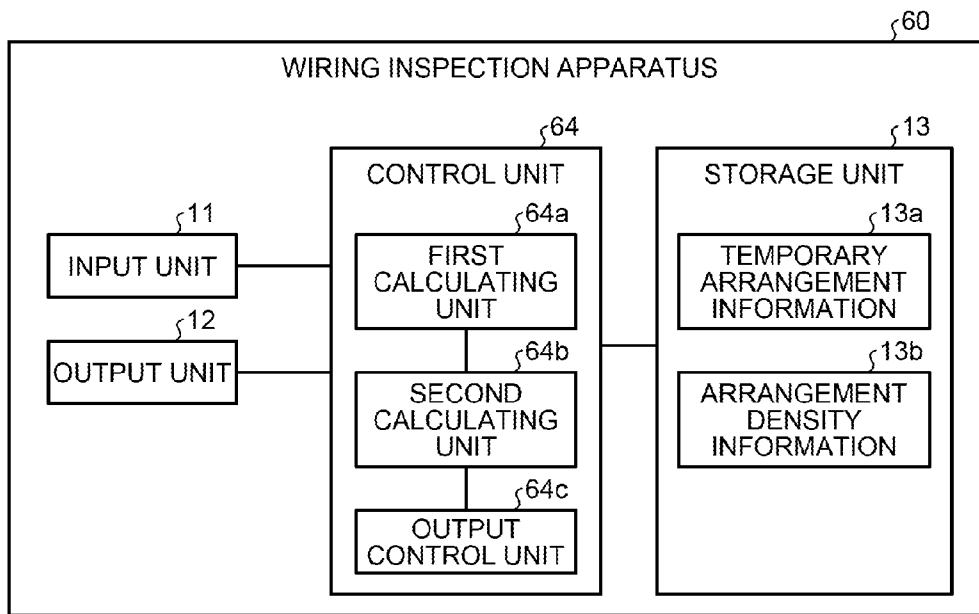 60
WIRING INSPECTION APPARATUS
64
CONTROL UNIT
13
STORAGE UNIT
11
INPUT UNIT
12
OUTPUT UNIT
64a
FIRST
CALCULATING
UNIT
64b
SECOND
CALCULATING
UNIT
64c
OUTPUT
CONTROL UNIT
13a
TEMPORARY
ARRANGEMENT
INFORMATION
13b
ARRANGEMENT
DENSITY
INFORMATION